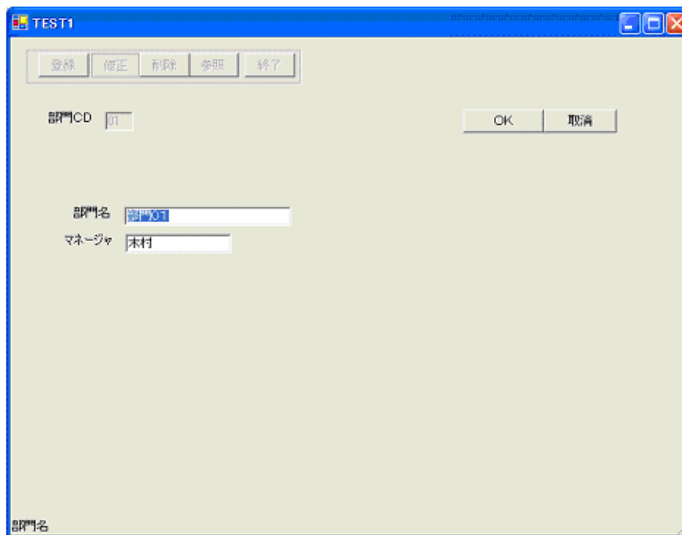 TEST1
登録 修正 削除 参照 終了
部門CD 01 OK 取消
部門名 部門01
マネージャ 木村
部門名